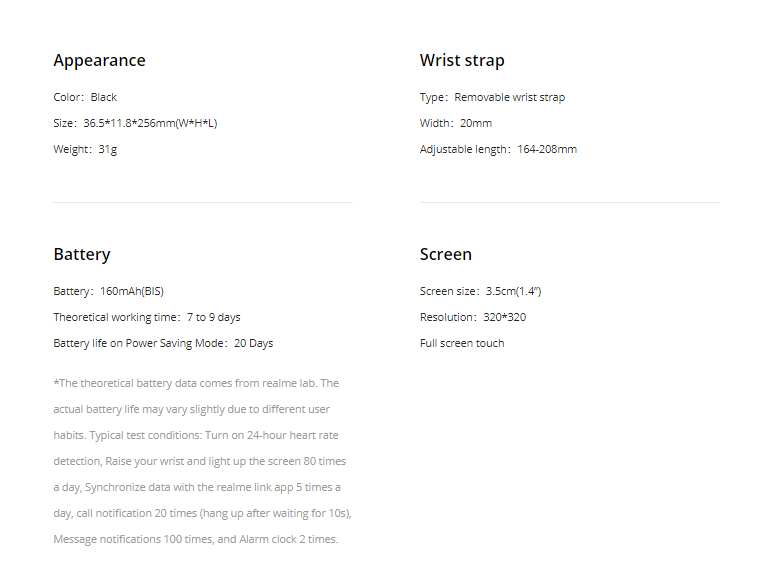 Appearance
Color：Black
Size：36.5*11.8*256mm(W*H*L)
Weight：31g
Wrist strap
Type：Removable wrist strap
Width：20mm
Adjustable length：164-208mm
Battery
Battery：160mAh(BIS)
Theoretical working time：7 to 9 days
Battery life on Power Saving Mode：20 Days
*The theoretical battery data comes from realme lab. The
actual battery life may vary slightly due to different user
habits. Typical test conditions: Turn on 24-hour heart rate
detection, Raise your wrist and light up the screen 80 times
a day, Synchronize data with the realme link app 5 times a
day, call notification 20 times (hang up after waiting for 10s),
Message notifications 100 times, and Alarm clock 2 times.
Screen
Screen size：3.5cm(1.4”)
Resolution：320*320
Full screen touch